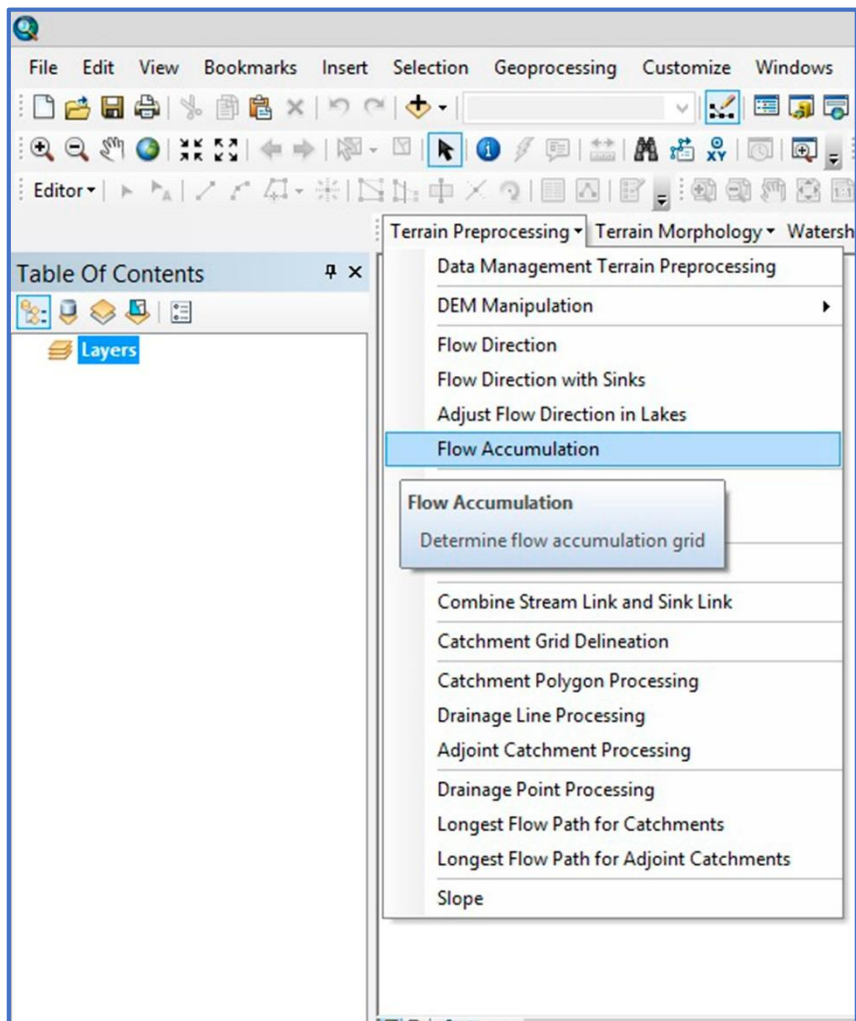 File Edit View Bookmarks Insert Selection Geoprocessing Customize Windows
XY
Editor
Terrain Preprocessing Terrain Morphology Watersh
Table Of Contents
Layers
Data Management Terrain Preprocessing
DEM Manipulation
Flow Direction
Flow Direction with Sinks
Adjust Flow Direction in Lakes
Flow Accumulation
Flow Accumulation
Determine flow accumulation grid
Combine Stream Link and Sink Link
Catchment Grid Delineation
Catchment Polygon Processing
Drainage Line Processing
Adjoint Catchment Processing
Drainage Point Processing
Longest Flow Path for Catchments
Longest Flow Path for Adjoint Catchments
Slope